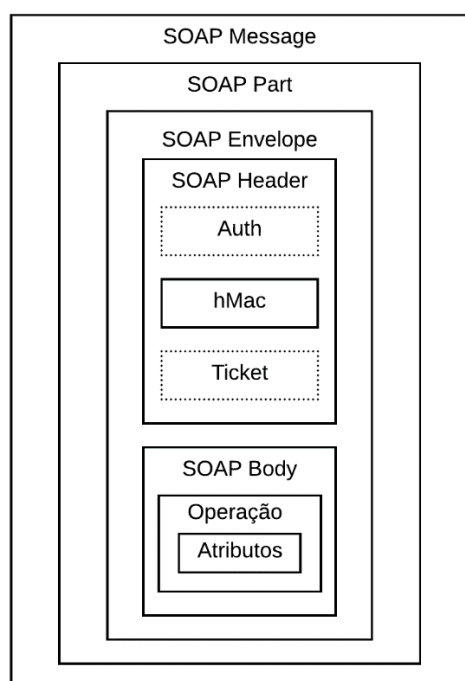 SOAP Message
SOAP Part
SOAP Envelope
SOAP Header
Auth
hMac
Ticket
SOAP Body
Operação
Atributos